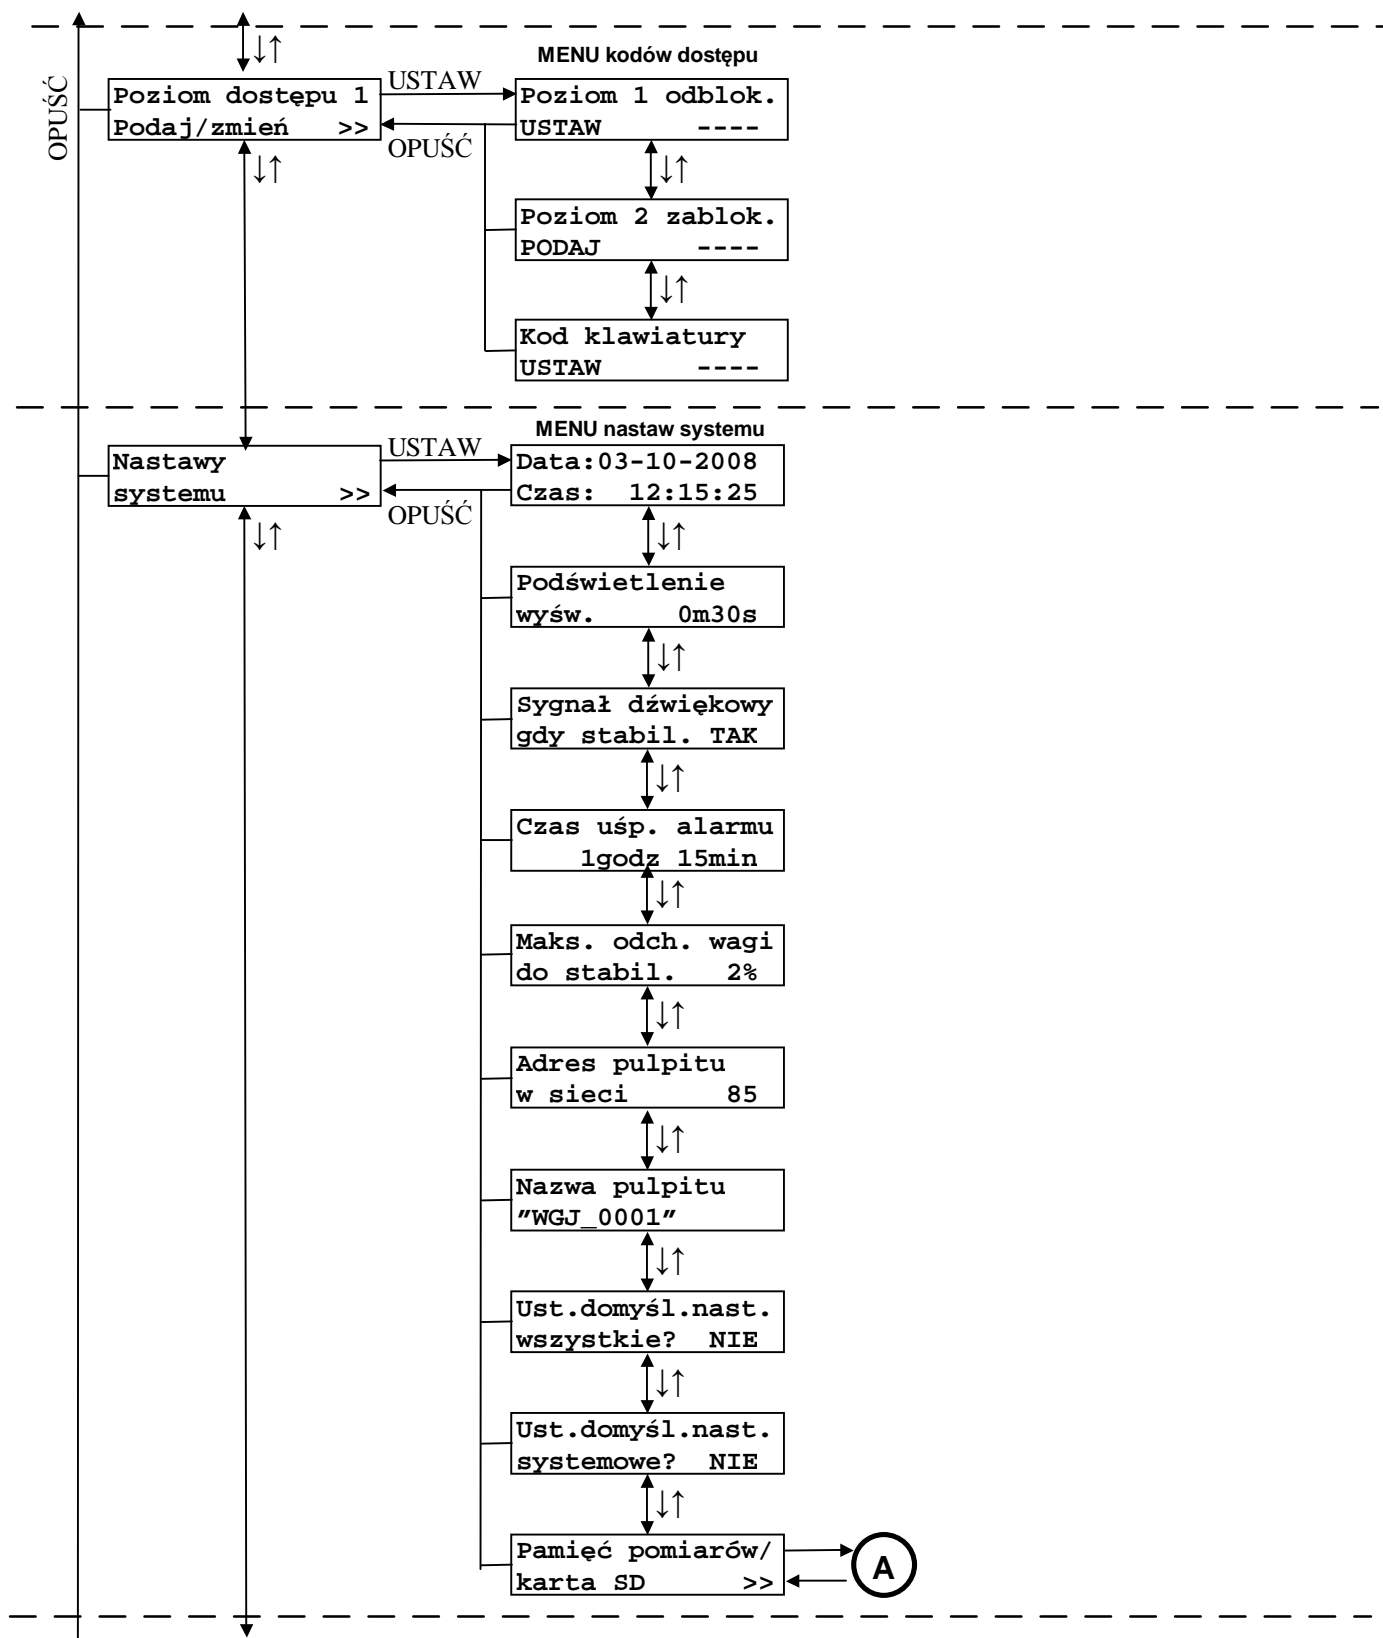 ↓↑
MENU kodów dostępu
OPUŚĆ
Poziom dostępu 1
Podaj/zmień >>
USTAW
OPUŚĆ
Poziom 1 odblok.
USTAW ----
↓↑
↓↑
Poziom 2 zablok.
PODAJ ----
↓↑
Kod klawiatury
USTAW ----
MENU nastaw systemu
Nastawy
systemu >>
USTAW
OPUŚĆ
Data:03-10-2008
Czas: 12:15:25
↓↑
↓↑
Podświetlenie
wyśw. 0m30s
↓↑
Sygnał dźwiękowy
gdy stabil. TAK
↓↑
Czas uśp. alarmu
1godz 15min
↓↑
Maks. odch. wagi
do stabil. 2%
↓↑
Adres pulpitu
w sieci 85
↓↑
Nazwa pulpitu
″WGJ_0001″
↓↑
Ust.domyśl.nast.
wszystkie? NIE
↓↑
Ust.domyśl.nast.
systemowe? NIE
↓↑
Pamięć pomiarów/
karta SD >>
A